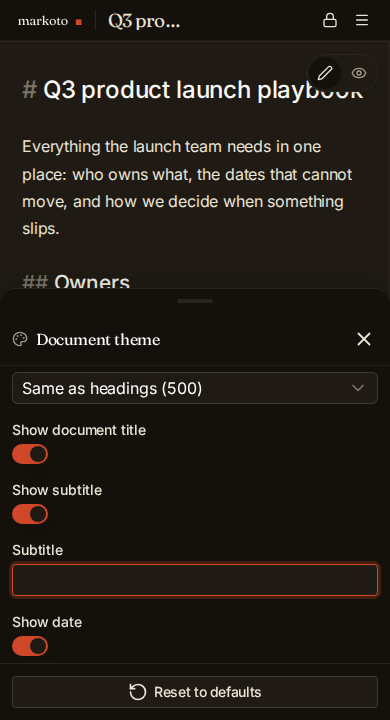 markoto
Q3 pro...
# Q3 product launch playbook
Everything the launch team needs in one
place: who owns what, the dates that cannot
move, and how we decide when something
slips.
## Owners
Document theme
Same as headings (500)
Show document title
Show subtitle
Subtitle
Show date
Reset to defaults